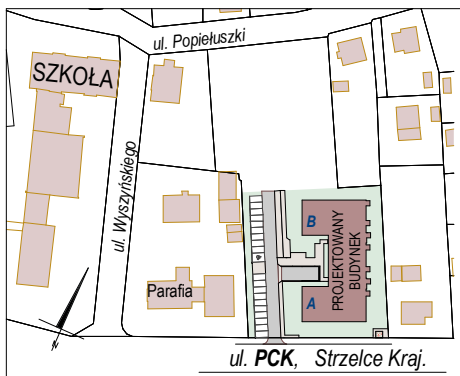 ul. Popiełuszki
SZKOŁA
ul. Wyszyńskiego
B
PROJEKTOWANY
BUDYNEK
Parafia
A
N
ul. PCK, Strzelce Kraj.